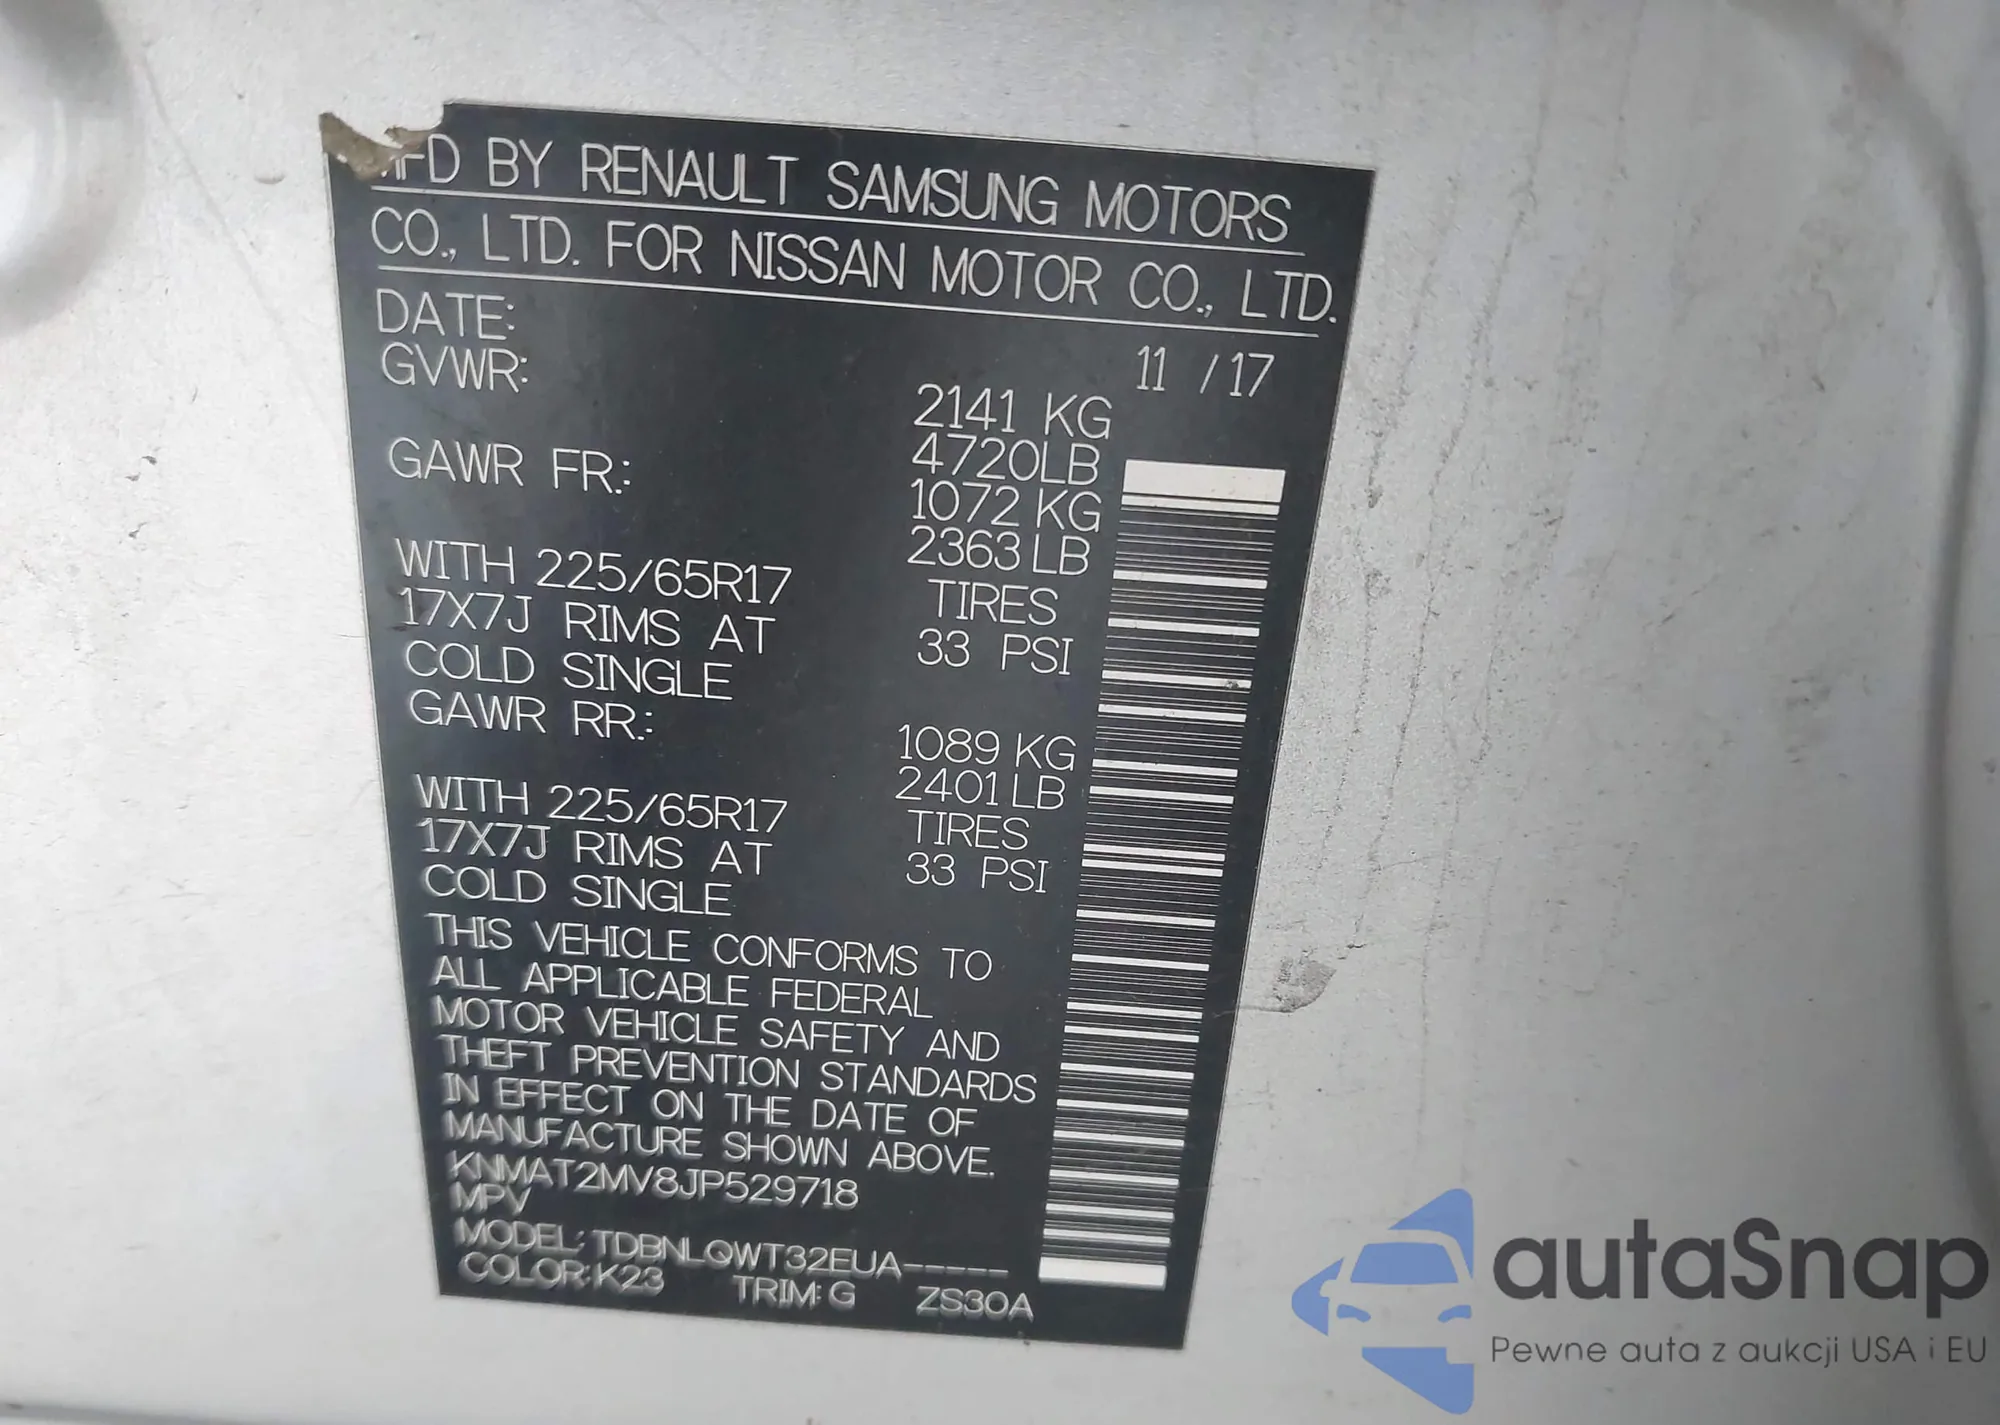 MFD BY RENAULT SAMSUNG MOTORS
CO., LTD. FOR NISSAN MOTOR CO., LTD.
DATE: 11 / 17
GVWR: 2141 KG
4720LB
GAWR FR.: 1072 KG
2363 LB
WITH 225/65R17 TIRES
17X7J RIMS AT 33 PSI
COLD SINGLE
GAWR RR.: 1089 KG
2401 LB
WITH 225/65R17 TIRES
17X7J RIMS AT 33 PSI
COLD SINGLE
THIS VEHICLE CONFORMS TO
ALL APPLICABLE FEDERAL
MOTOR VEHICLE SAFETY AND
THEFT PREVENTION STANDARDS
IN EFFECT ON THE DATE OF
MANUFACTURE SHOWN ABOVE.
KNMAT2MV8JP529718
MPV
MODEL: TDBNLQWT32EUA-----
COLOR: K23 TRIM: G ZS30A
autaSnap
Pewne auta z aukcji USA i EU